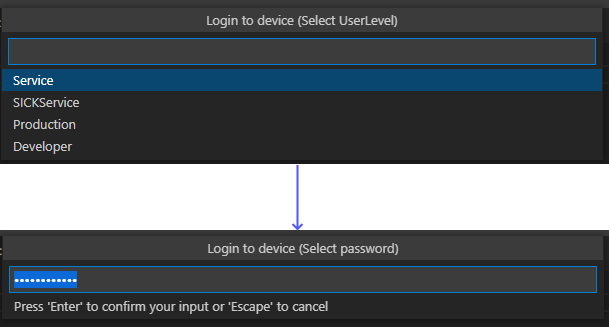 Login to device (Select UserLevel)
Service
SICKService
Production
Developer
Login to device (Select password)
••••••••••••
Press 'Enter' to confirm your input or 'Escape' to cancel